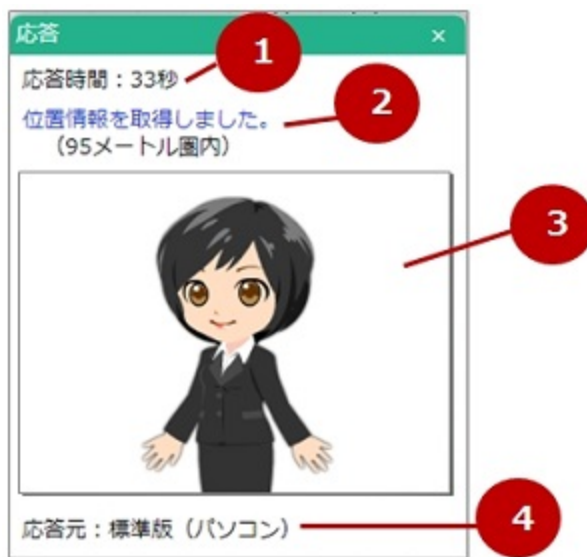 応答 ×
1
応答時間：33秒
2
位置情報を取得しました。
（95メートル圏内）
3
4
応答元：標準版（パソコン）